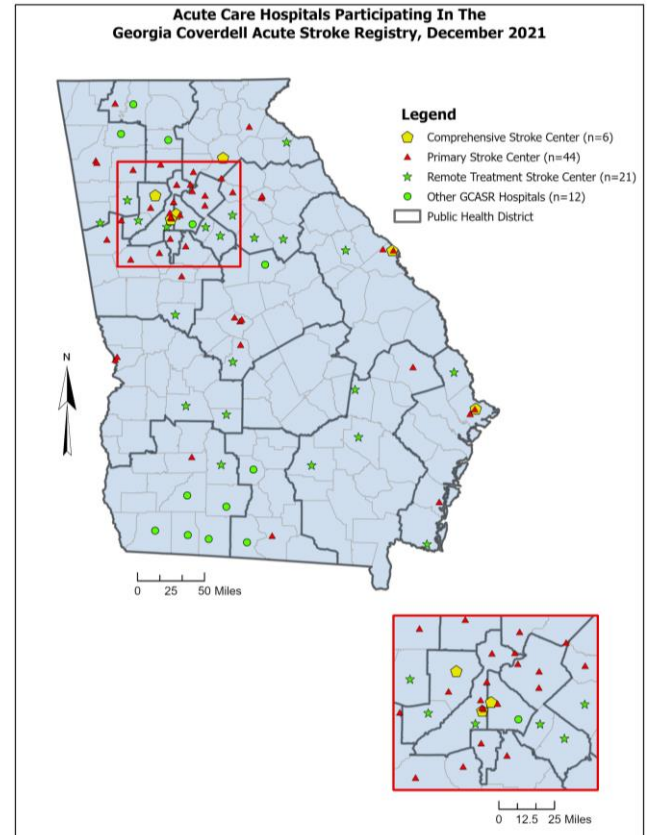 Acute Care Hospitals Participating In The
Georgia Coverdell Acute Stroke Registry, December 2021
Legend
Comprehensive Stroke Center (n=6)
Primary Stroke Center (n=44)
Remote Treatment Stroke Center (n=21)
Other GCASR Hospitals (n=12)
Public Health District
N
0 25 50 Miles
0 12.5 25 Miles